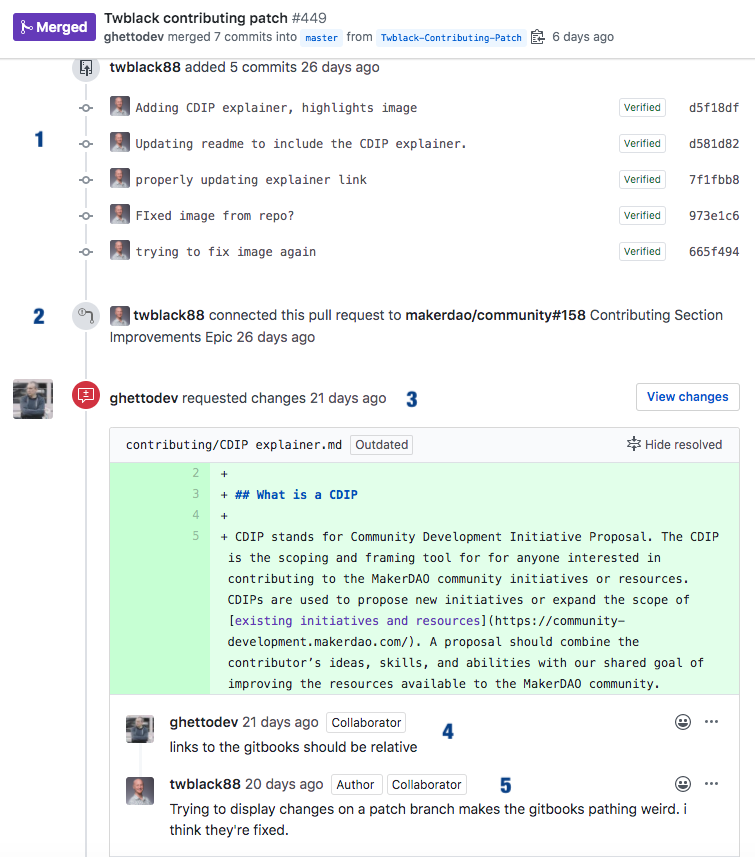 Merged
Twblack contributing patch #449
ghettodev merged 7 commits into master from Twblack-Contributing-Patch 6 days ago
twblack88 added 5 commits 26 days ago
Adding CDIP explainer, highlights image Verified d5f18df
1
Updating readme to include the CDIP explainer. Verified d581d82
properly updating explainer link Verified 7f1fbb8
FIxed image from repo? Verified 973e1c6
trying to fix image again Verified 665f494
2
twblack88 connected this pull request to makerdao/community#158 Contributing Section
Improvements Epic 26 days ago
ghettodev requested changes 21 days ago 3 View changes
contributing/CDIP explainer.md Outdated Hide resolved
2 +
3 + ## What is a CDIP
4 +
5 + CDIP stands for Community Development Initiative Proposal. The CDIP
is the scoping and framing tool for for anyone interested in
contributing to the MakerDAO community initiatives or resources.
CDIPs are used to propose new initiatives or expand the scope of
[existing initiatives and resources](https://community-
development.makerdao.com/). A proposal should combine the
contributor’s ideas, skills, and abilities with our shared goal of
improving the resources available to the MakerDAO community.
ghettodev 21 days ago Collaborator 4
links to the gitbooks should be relative
twblack88 20 days ago Author Collaborator 5
Trying to display changes on a patch branch makes the gitbooks pathing weird. i
think they're fixed.